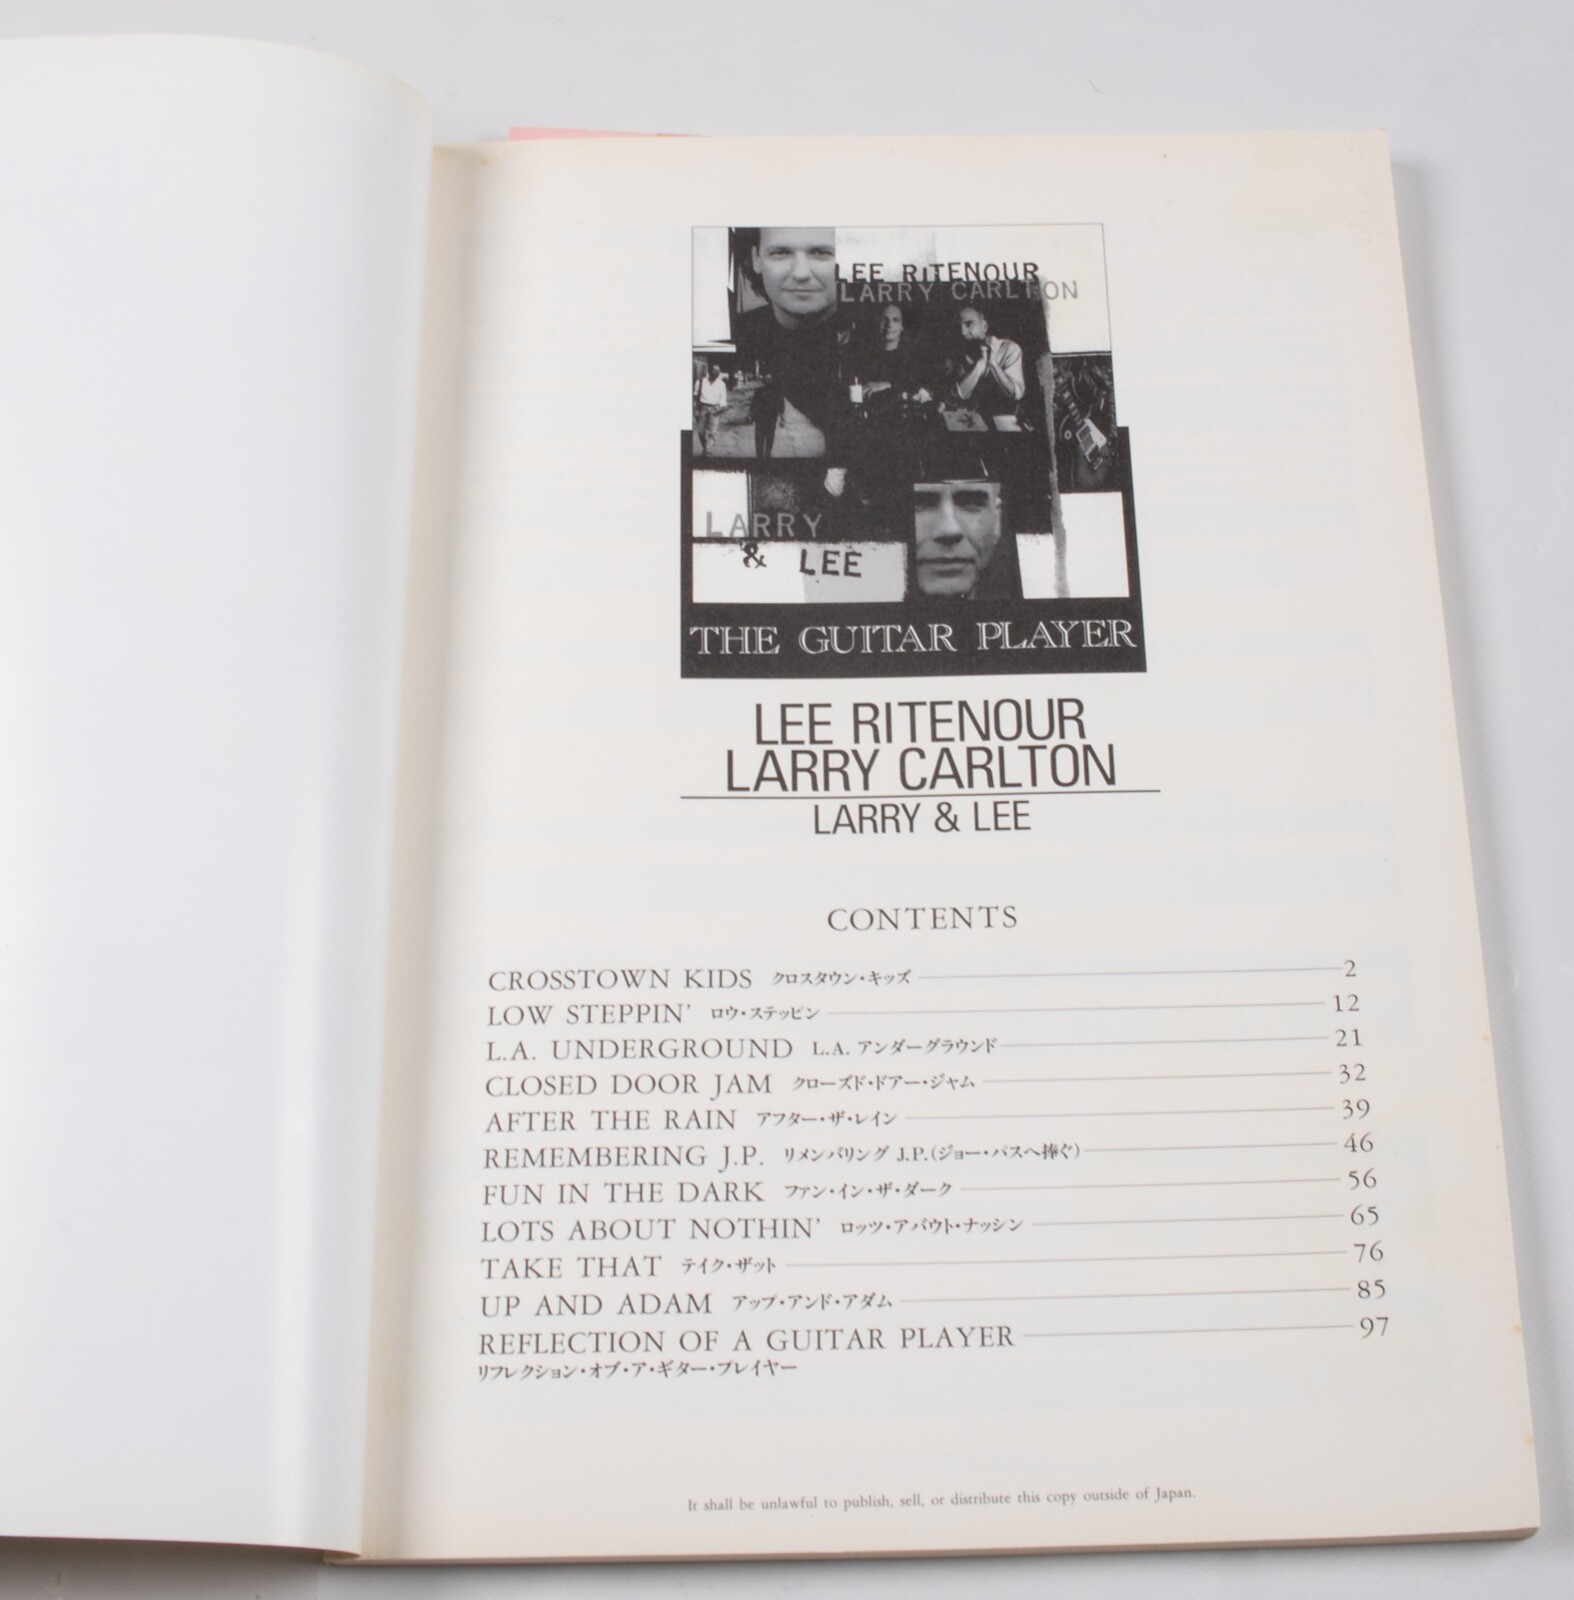 LEE RITENOUR
LARRY CARLTON
LARRY
& LEE
THE GUITAR PLAYER
LEE RITENOUR
LARRY CARLTON
LARRY & LEE
CONTENTS
CROSSTOWN KIDS クロスタウン・キッズ 2
LOW STEPPIN' ロウ・ステッピン 12
L.A. UNDERGROUND L.A. アンダーグラウンド 21
CLOSED DOOR JAM クローズド・ドアー・ジャム 32
AFTER THE RAIN アフター・ザ・レイン 39
REMEMBERING J.P. リメンバリング J.P.(ジョー・パスへ捧ぐ) 46
FUN IN THE DARK ファン・イン・ザ・ダーク 56
LOTS ABOUT NOTHIN' ロッツ・アバウト・ナッシン 65
TAKE THAT テイク・ザット 76
UP AND ADAM アップ・アンド・アダム 85
REFLECTION OF A GUITAR PLAYER 97
リフレクション・オブ・ア・ギター・プレイヤー
It shall be unlawful to publish, sell, or distribute this copy outside of Japan.